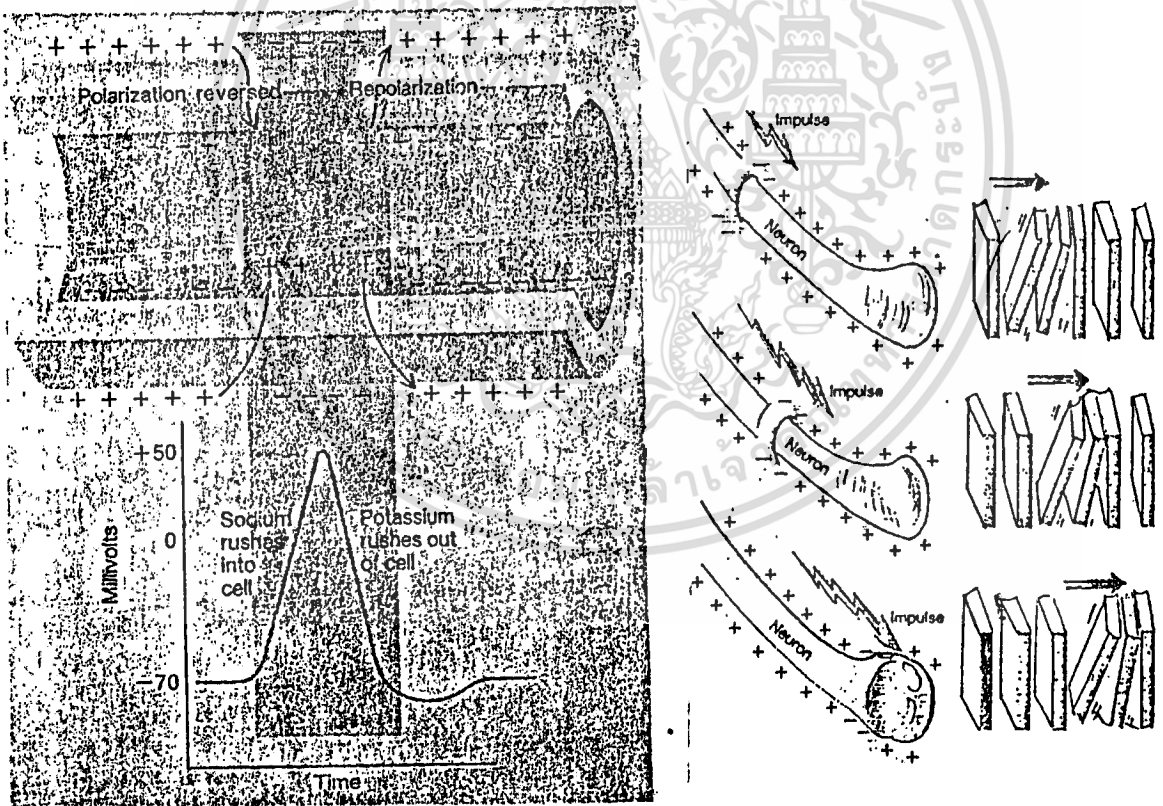 + + + + + +
+ + + + + +
Polarization reversed
Repolarization
+ + + + + +
+ + + + +
+50
0
-70
Millivolts
Sodium
rushes
into
cell
Potassium
rushes out
of cell
Time
Impulse
Neuron
Impulse
Neuron
Impulse
Neuron